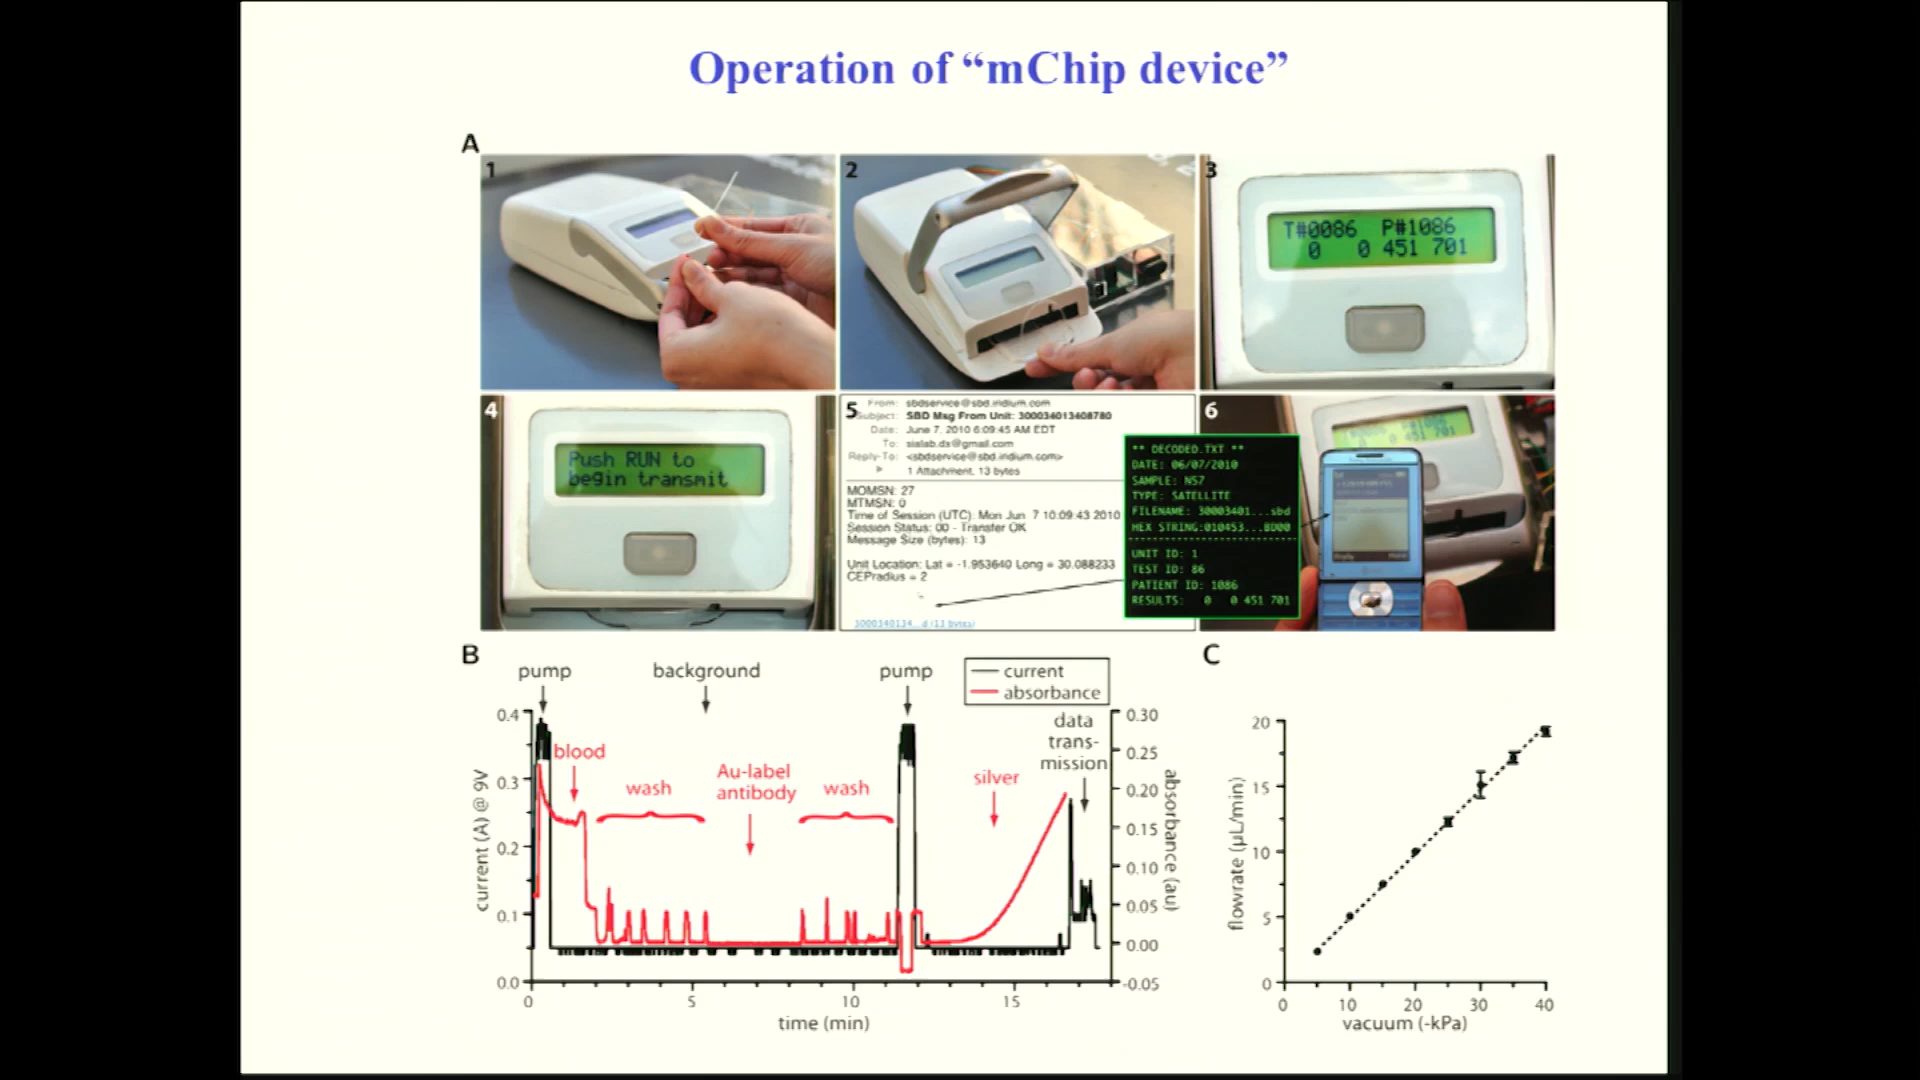 Operation of “mChip device”
A
1
2
3
T#0086 P#1086
0 0 451 701
4
Push RUN to
begin transmit
5
From: sbdservice@sbd.iridium.com
Subject: SBD Msg From Unit: 300034013408780
Date: June 7, 2010 6:09:45 AM EDT
To: sialab.dx@gmail.com
Reply-To: <sbdservice@sbd.iridium.com>
1 Attachment, 13 bytes
MOMSN: 27
MTMSN: 0
Time of Session (UTC): Mon Jun 7 10:09:43 2010
Session Status: 00 - Transfer OK
Message Size (bytes): 13
Unit Location: Lat = -1.953640 Long = 30.088233
CEPradius = 2
3000340134...d (13 bytes)
** DECODED.TXT **
DATE: 06/07/2010
SAMPLE: NS7
TYPE: SATELLITE
FILENAME: 30003401...sbd
HEX STRING:010453...8D00
UNIT ID: 1
TEST ID: 86
PATIENT ID: 1086
RESULTS: 0 0 451 701
6
0 451 701
B
pump
background
pump
current
absorbance
data
trans-
mission
blood
wash
Au-label
antibody
wash
silver
current (A) @ 9V
0.4
0.3
0.2
0.1
0.0
0.30
0.25
0.20
0.15
0.10
0.05
0.00
-0.05
absorbance (au)
0 5 10 15
time (min)
C
flowrate (µL/min)
20
15
10
5
0
0 10 20 30 40
vacuum (-kPa)